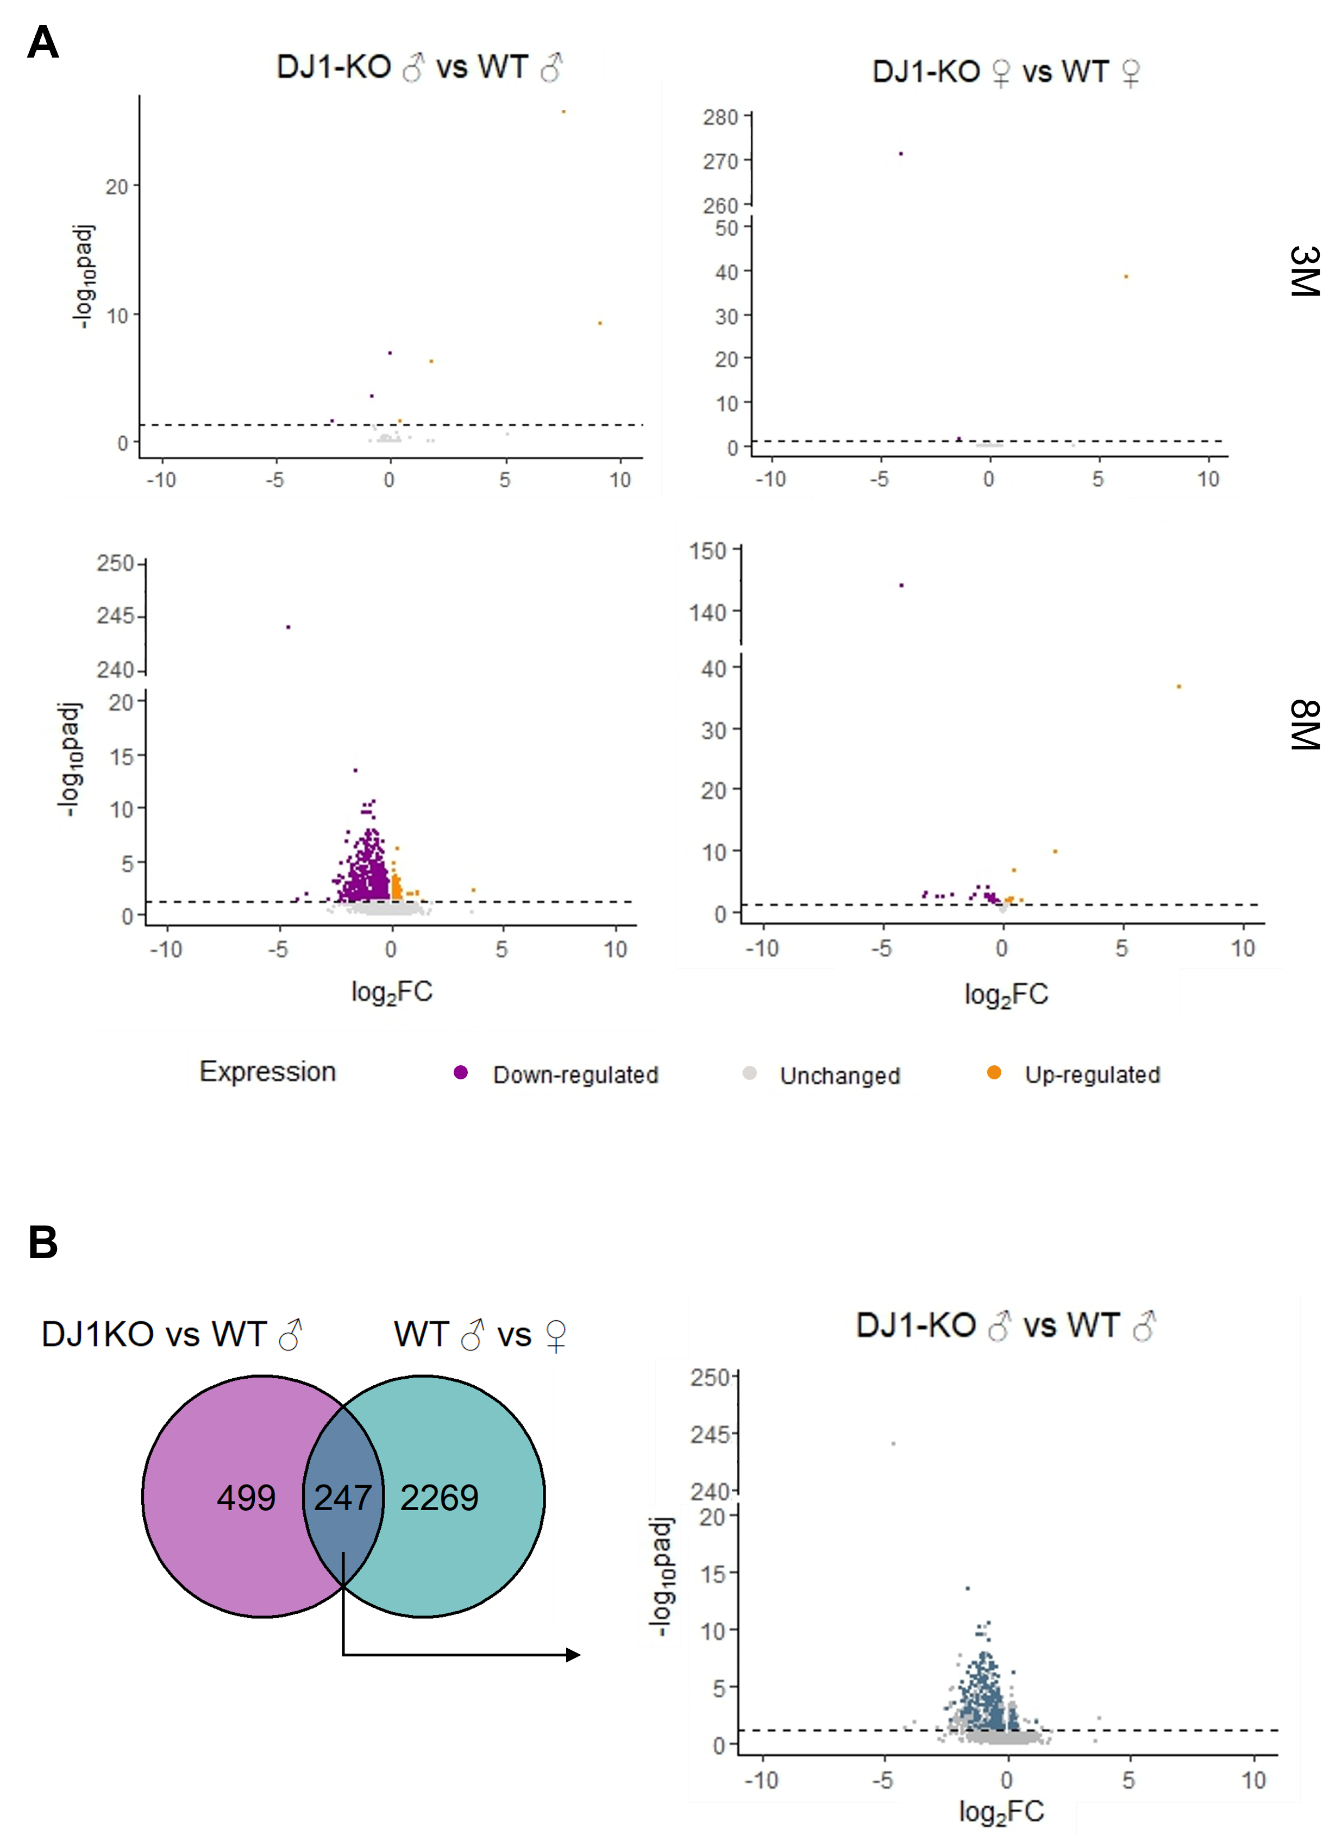 A
DJ1-KO ♂ vs WT ♂
DJ1-KO ♀ vs WT ♀
-log10padj
20
10
0
-10 -5 0 5 10
280
270
260
50
40
30
20
10
0
-10 -5 0 5 10
3M
-log10padj
250
245
240
20
15
10
5
0
-10 -5 0 5 10
log2FC
150
140
40
30
20
10
0
-10 -5 0 5 10
log2FC
8M
Expression Down-regulated Unchanged Up-regulated
B
DJ1KO vs WT ♂ WT ♂ vs ♀
499 247 2269
DJ1-KO ♂ vs WT ♂
-log10padj
250
245
240
20
15
10
5
0
-10 -5 0 5 10
log2FC